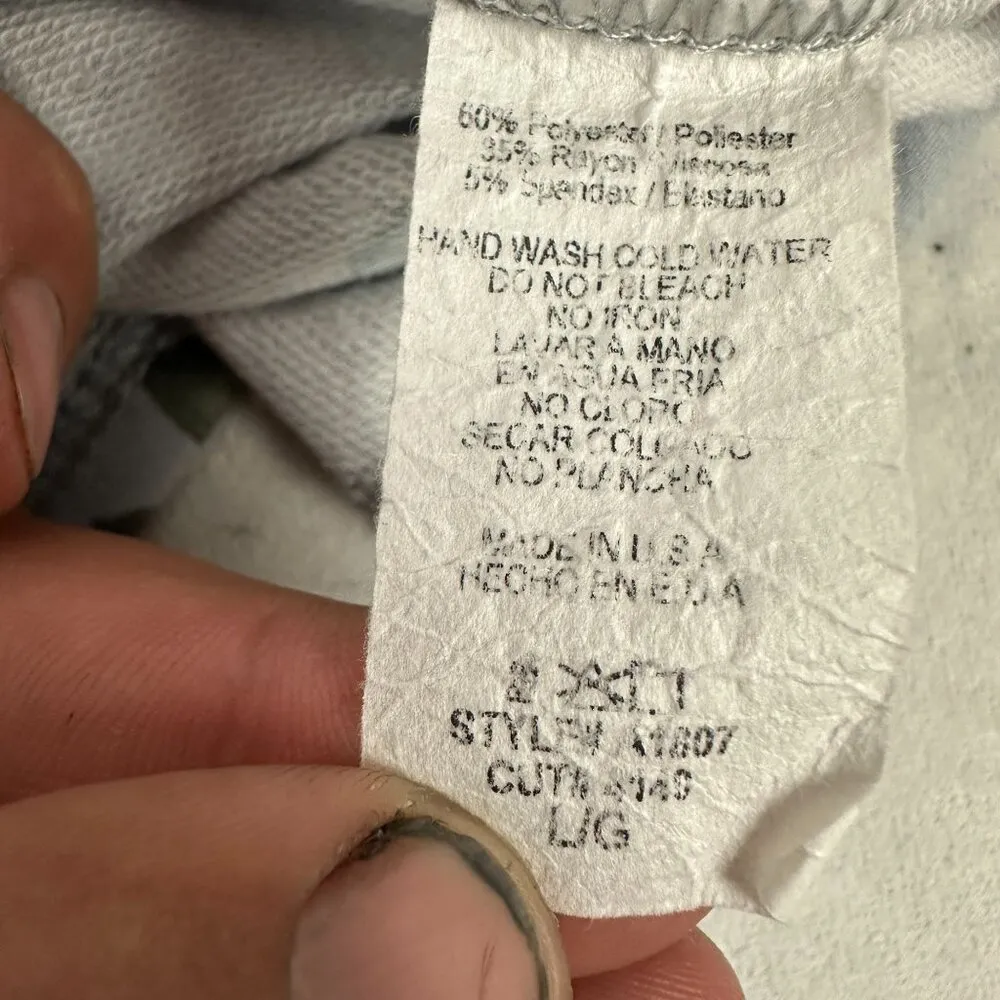 60% Polyester / Poliester
35% Rayon / Viscosa
5% Spandex / Elastano
HAND WASH COLD WATER
DO NOT BLEACH
NO IRON
LAVAR A MANO
EN AGUA FRIA
NO CLORO
SECAR COLGADO
NO PLANCHA
MADE IN U.S.A
HECHO EN E.U.A
STYLE#
CUT#
L/G